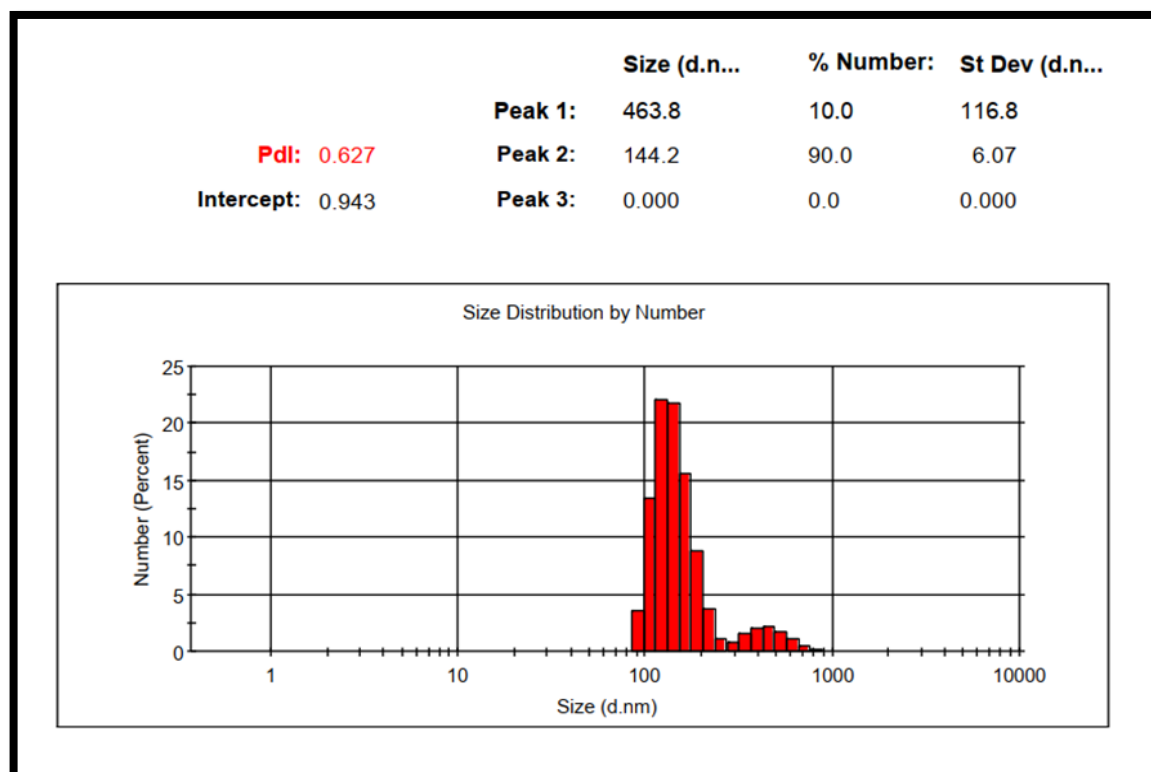 Size (d.n... % Number: St Dev (d.n...
Peak 1: 463.8 10.0 116.8
PdI: 0.627 Peak 2: 144.2 90.0 6.07
Intercept: 0.943 Peak 3: 0.000 0.0 0.000
Size Distribution by Number
Number (Percent)
25
20
15
10
5
0
1 10 100 1000 10000
Size (d.nm)